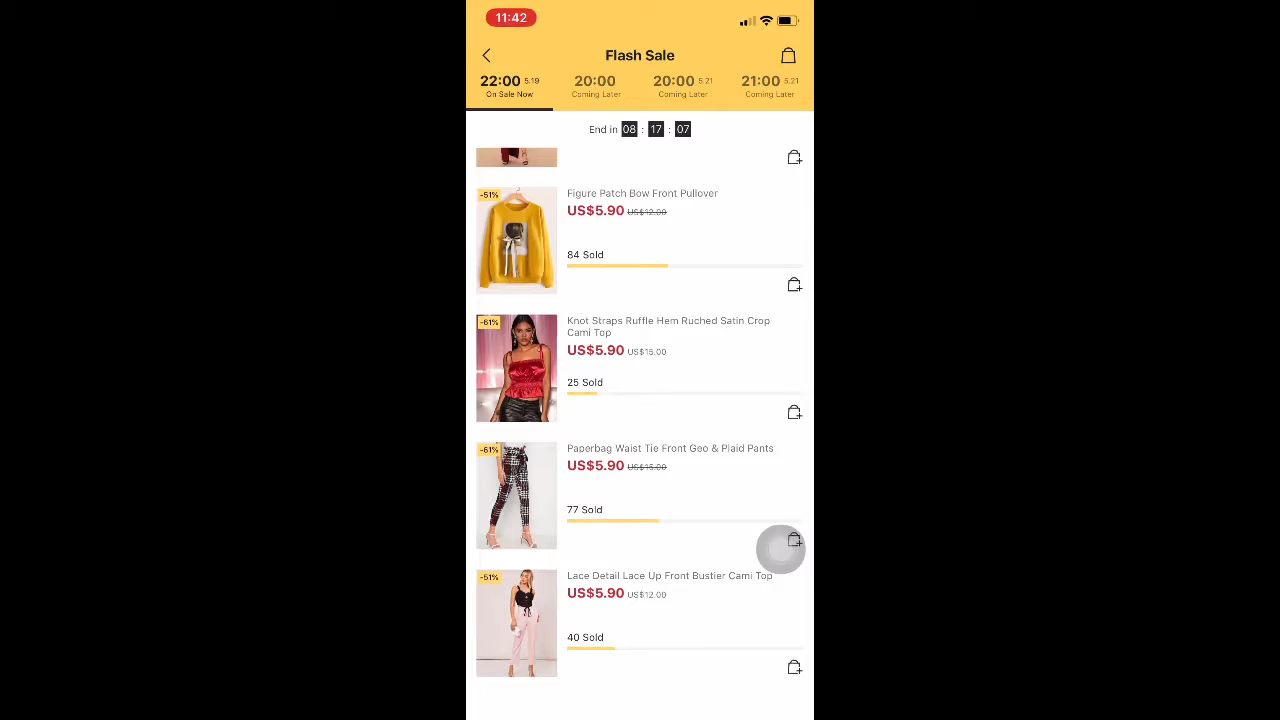 11:42
Flash Sale
22:00 5.19
On Sale Now
20:00
Coming Later
20:00 5.21
Coming Later
21:00 5.21
Coming Later
End in 08 : 17 : 07
-51%
Figure Patch Bow Front Pullover
US$5.90 US$12.00
84 Sold
-61%
Knot Straps Ruffle Hem Ruched Satin Crop
Cami Top
US$5.90 US$15.00
25 Sold
-61%
Paperbag Waist Tie Front Geo & Plaid Pants
US$5.90 US$15.00
77 Sold
-51%
Lace Detail Lace Up Front Bustier Cami Top
US$5.90 US$12.00
40 Sold